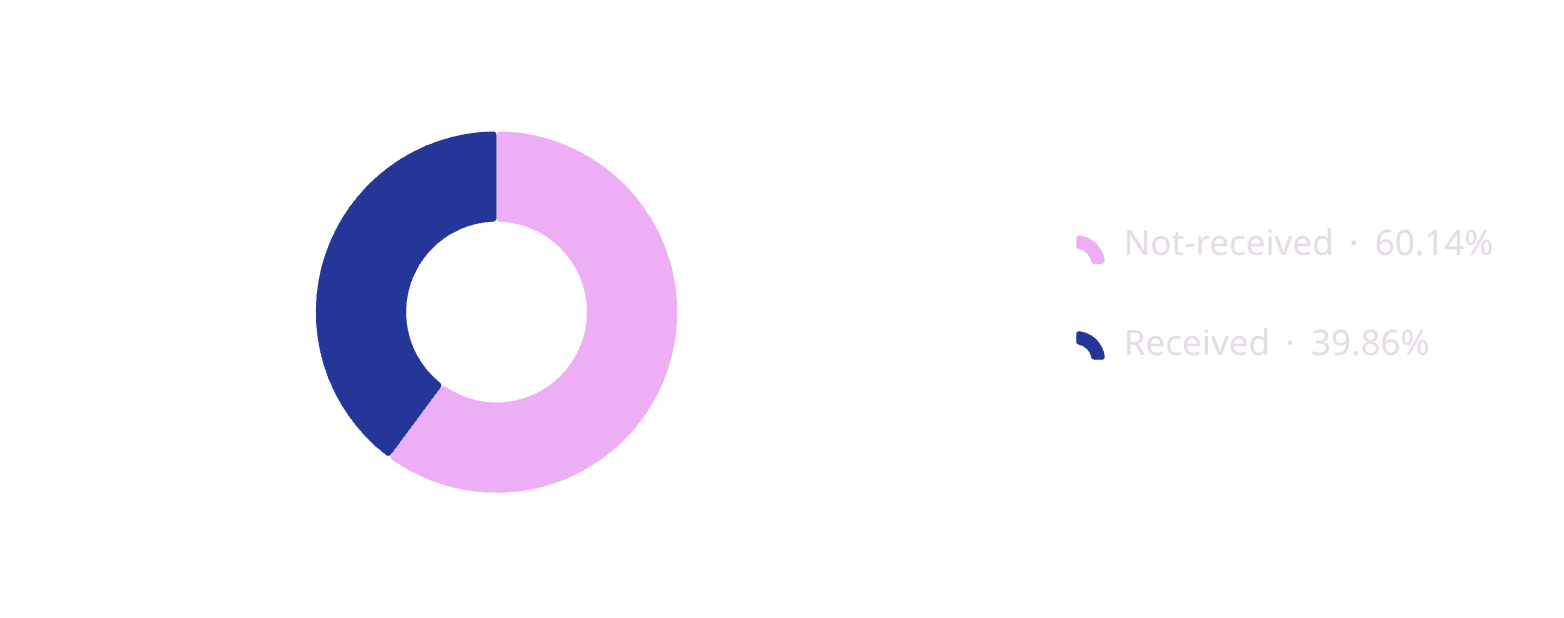 Not-received · 60.14%
Received · 39.86%